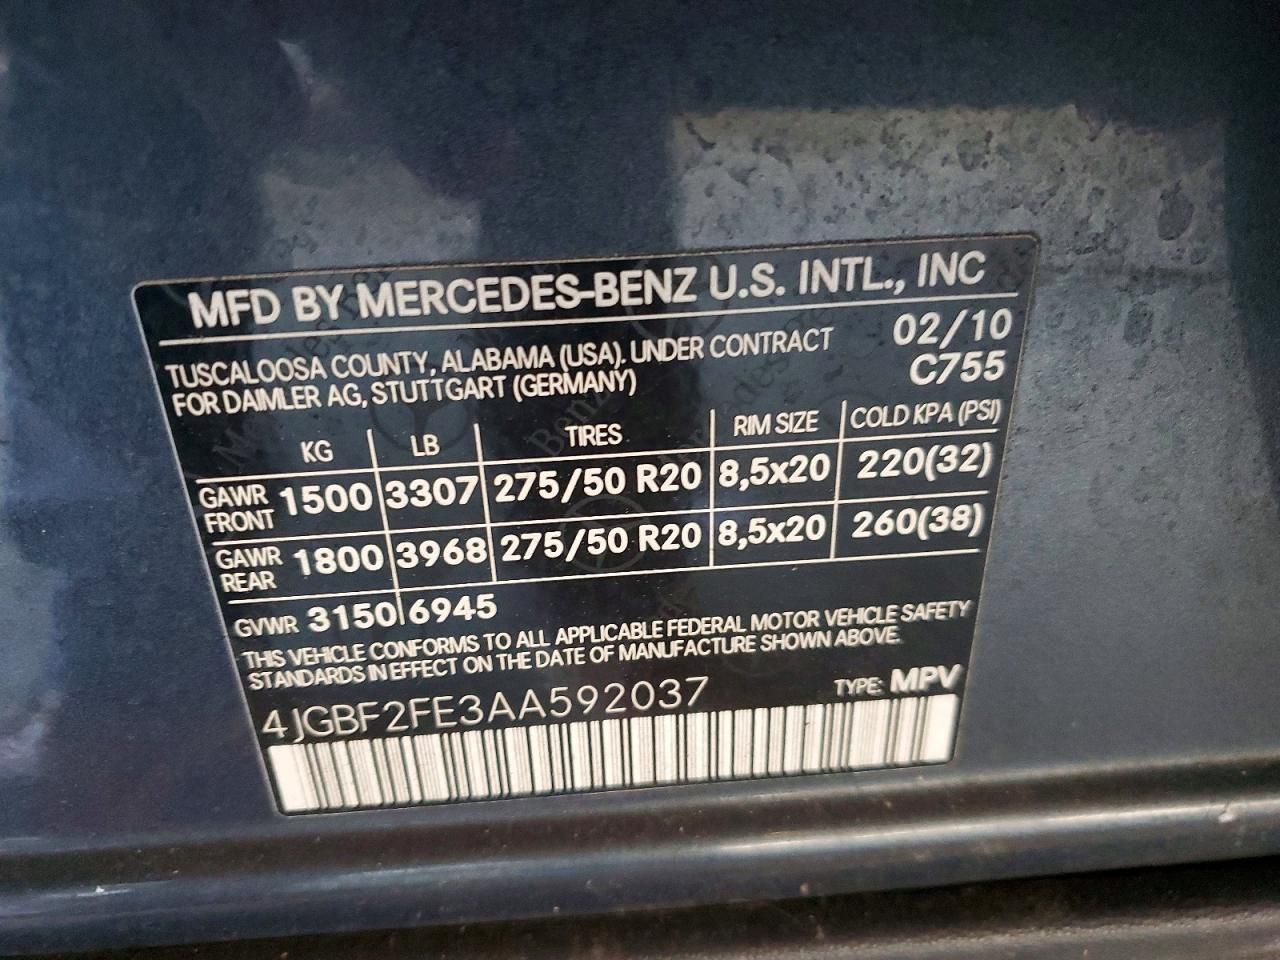 MFD BY MERCEDES-BENZ U.S. INTL., INC
TUSCALOOSA COUNTY, ALABAMA (USA). UNDER CONTRACT 02/10
FOR DAIMLER AG, STUTTGART (GERMANY) C755
KG LB TIRES RIM SIZE COLD KPA (PSI)
GAWR FRONT 1500 3307 275/50 R20 8,5x20 220(32)
GAWR REAR 1800 3968 275/50 R20 8,5x20 260(38)
GVWR 3150 6945
THIS VEHICLE CONFORMS TO ALL APPLICABLE FEDERAL MOTOR VEHICLE SAFETY
STANDARDS IN EFFECT ON THE DATE OF MANUFACTURE SHOWN ABOVE.
4JGBF2FE3AA592037 TYPE: MPV